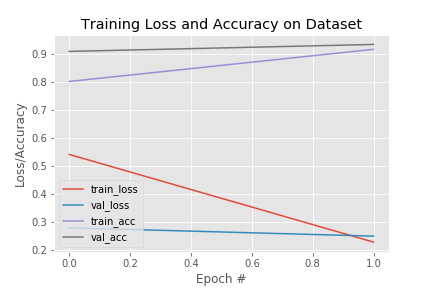 Training Loss and Accuracy on Dataset
Loss/Accuracy
0.9
0.8
0.7
0.6
0.5
0.4
0.3
0.2
train_loss
val_loss
train_acc
val_acc
0.0 0.2 0.4 0.6 0.8 1.0
Epoch #